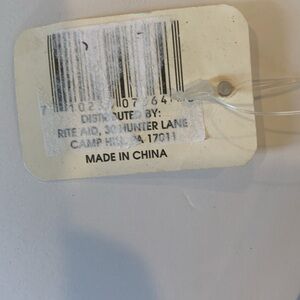 DISTRIBUTED BY:
RITE AID, 30 HUNTER LANE
CAMP HILL, PA 17011
MADE IN CHINA